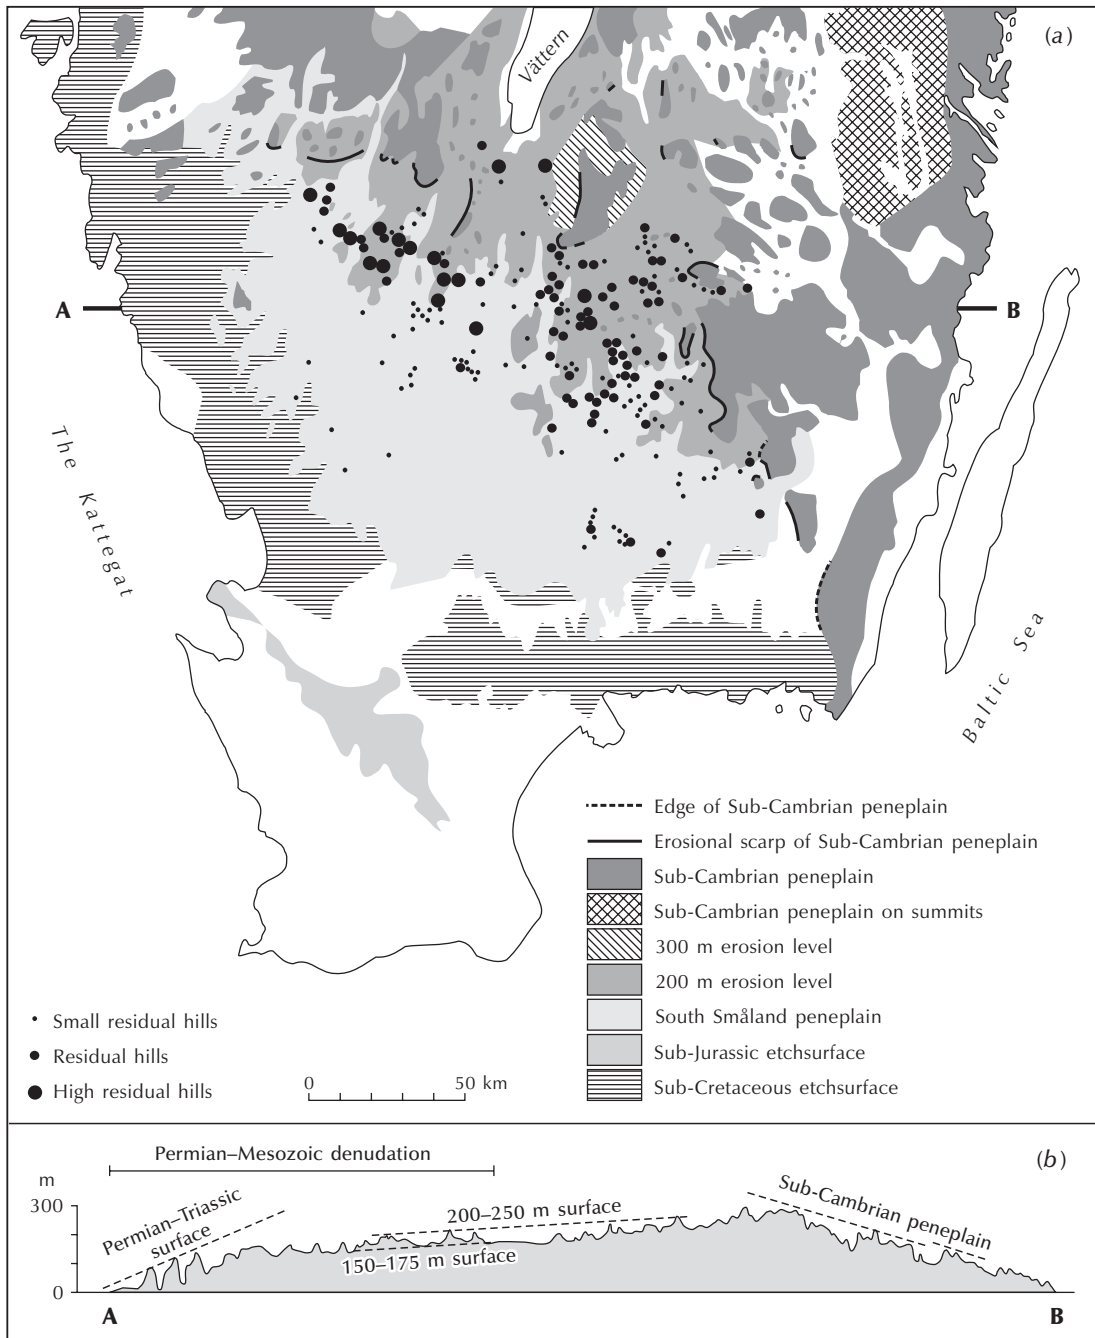 (a)
Vättern
A
B
The Kattegat
Baltic Sea
Edge of Sub-Cambrian peneplain
Erosional scarp of Sub-Cambrian peneplain
Sub-Cambrian peneplain
Sub-Cambrian peneplain on summits
300 m erosion level
200 m erosion level
South Småland peneplain
Sub-Jurassic etchsurface
Sub-Cretaceous etchsurface
Small residual hills
Residual hills
High residual hills
0 50 km
(b)
Permian–Mesozoic denudation
m
300
0
Permian–Triassic
surface
200–250 m surface
150–175 m surface
Sub-Cambrian peneplain
A
B